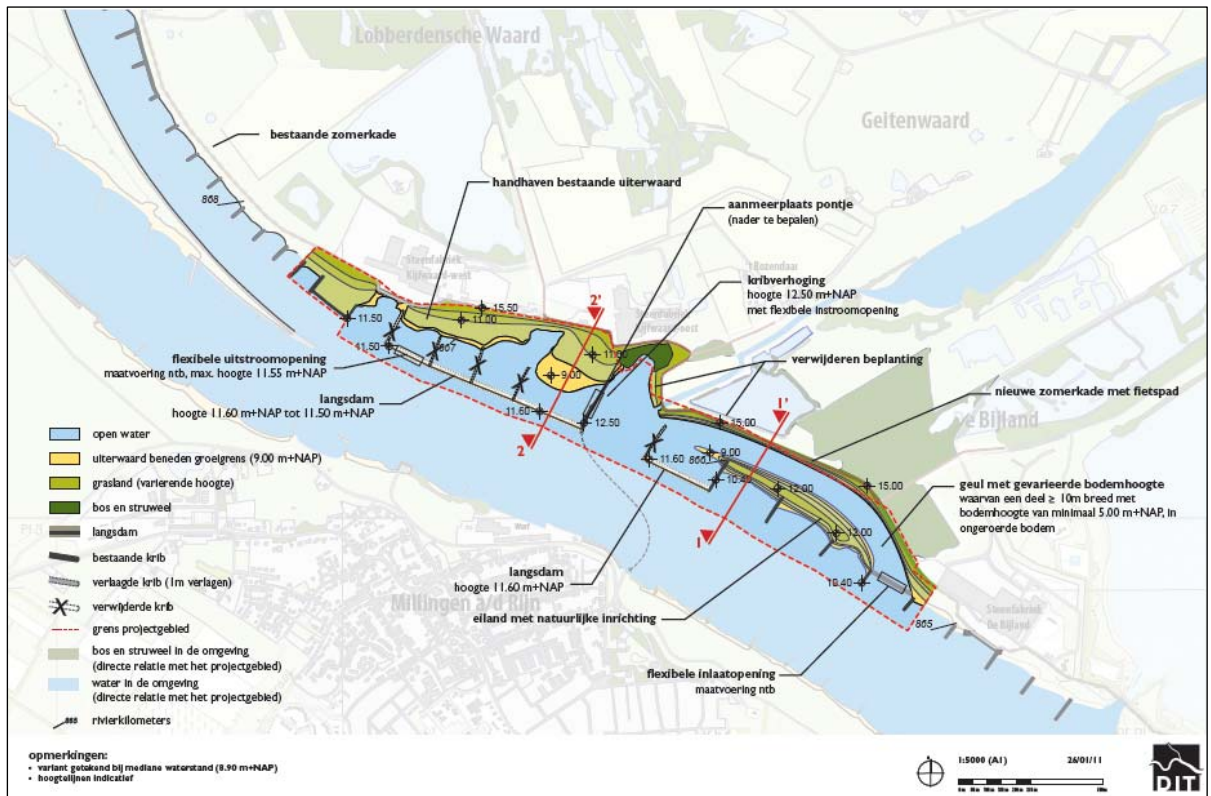 Lobberdensche Waard
Geitenwaard
bestaande zomerkade
868
handhaven bestaande uiterwaard
aanmeerplaats pontje
(nader te bepalen)
Steenfabriek
Kijfwaard-west
kribverhoging
hoogte 12.50 m+NAP
met flexibele instroomopening
2'
15.50
11.00
11.50
11.50
867
flexibele uitstroomopening
maatvoering ntb, max. hoogte 11.55 m+NAP
9.00
verwijderen beplanting
langsdam
hoogte 11.60 m+NAP tot 11.50 m+NAP
nieuwe zomerkade met fietspad
De Bijland
1'
15.00
11.60
12.50
2
open water
uiterwaard beneden groeigrens (9.00 m+NAP)
grasland (varierende hoogte)
bos en struweel
langsdam
bestaande krib
verlaagde krib (1m verlagen)
verwijderde krib
grens projectgebied
bos en struweel in de omgeving
(directe relatie met het projectgebied)
water in de omgeving
(directe relatie met het projectgebied)
rivierkilometers
11.60
9.00
866
10.40
12.00
15.00
geul met gevarieerde bodemhoogte
waarvan een deel ≥ 10m breed met
bodemhoogte van minimaal 5.00 m+NAP, in
ongeroerde bodem
1
12.00
langsdam
hoogte 11.60 m+NAP
10.40
Millingen a/d Rijn
eiland met natuurlijke inrichting
Steenfabriek
De Bijland
865
flexibele inlaatopening
maatvoering ntb
opmerkingen:
• variant getekend bij mediane waterstand (8.90 m+NAP)
• hoogtelijnen indicatief
1:5000 (A1)
26/01/11
DIT